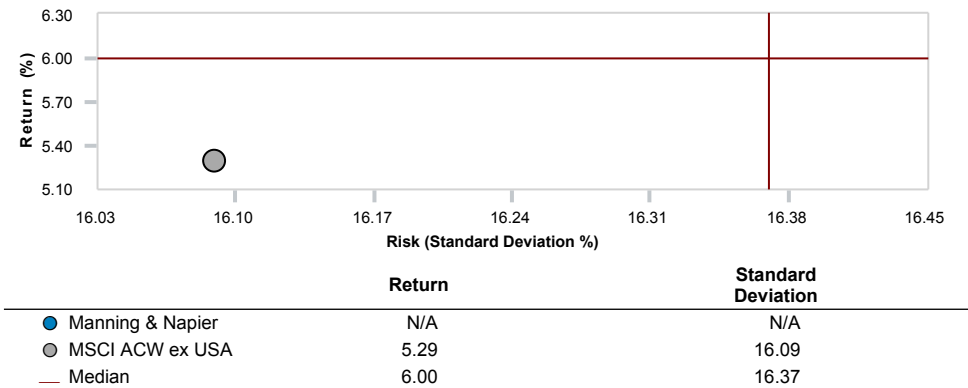 6.30
6.00
5.70
5.40
5.10
Return (%)
16.03 16.10 16.17 16.24 16.31 16.38 16.45
Risk (Standard Deviation %)
Return Standard Deviation
Manning & Napier N/A N/A
MSCI ACW ex USA 5.29 16.09
Median 6.00 16.37